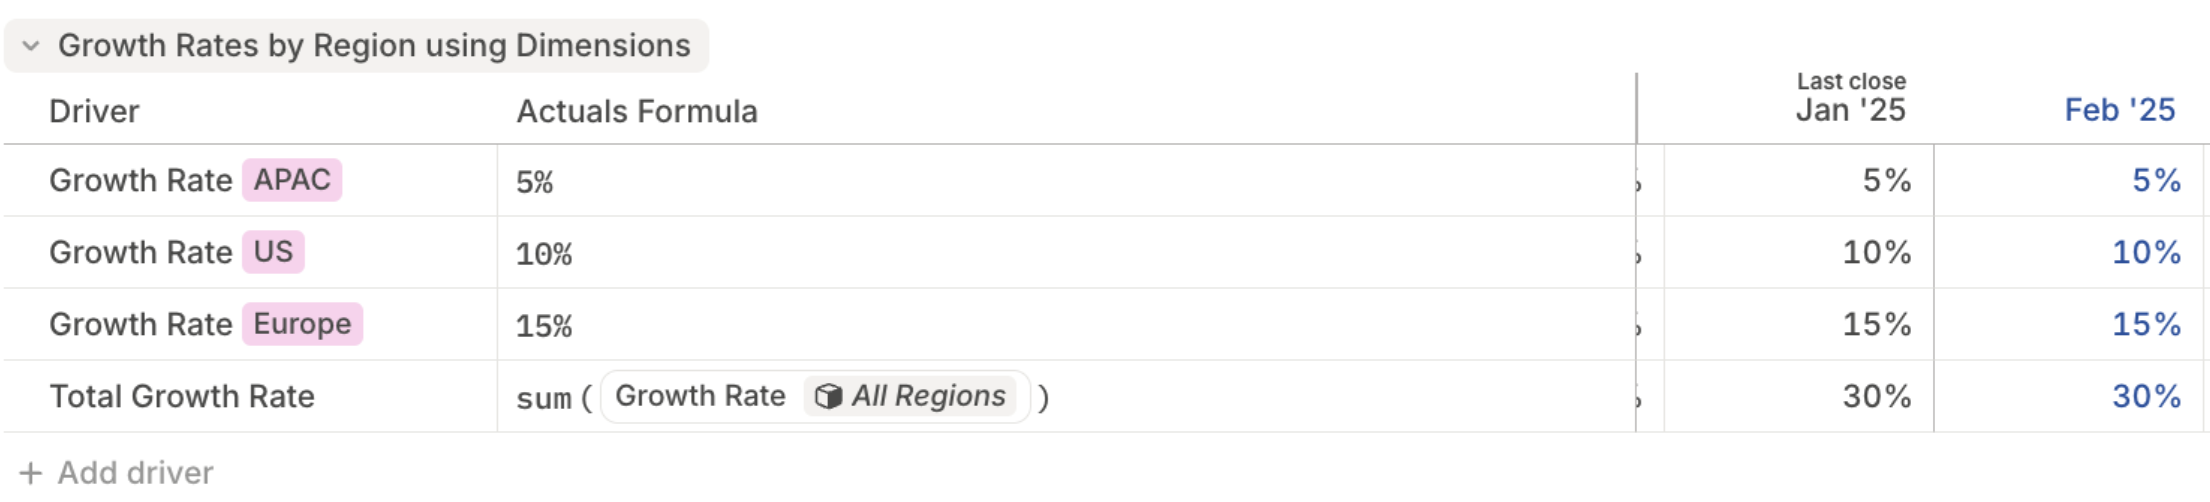 Growth Rates by Region using Dimensions
Last close
Driver Actuals Formula Jan '25 Feb '25
Growth Rate APAC 5% 5% 5%
Growth Rate US 10% 10% 10%
Growth Rate Europe 15% 15% 15%
Total Growth Rate sum ( Growth Rate All Regions ) 30% 30%
+ Add driver